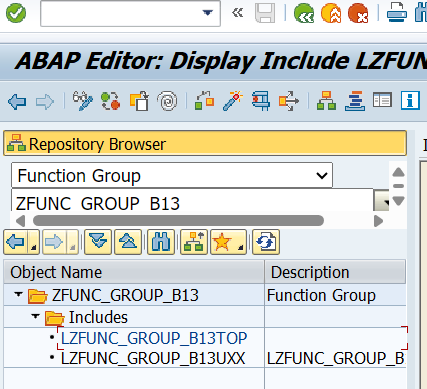 ABAP Editor: Display Include LZFUN
Repository Browser
Function Group
ZFUNC_GROUP_B13
Object Name Description
ZFUNC_GROUP_B13 Function Group
Includes
LZFUNC_GROUP_B13TOP
LZFUNC_GROUP_B13UXX LZFUNC_GROUP_B